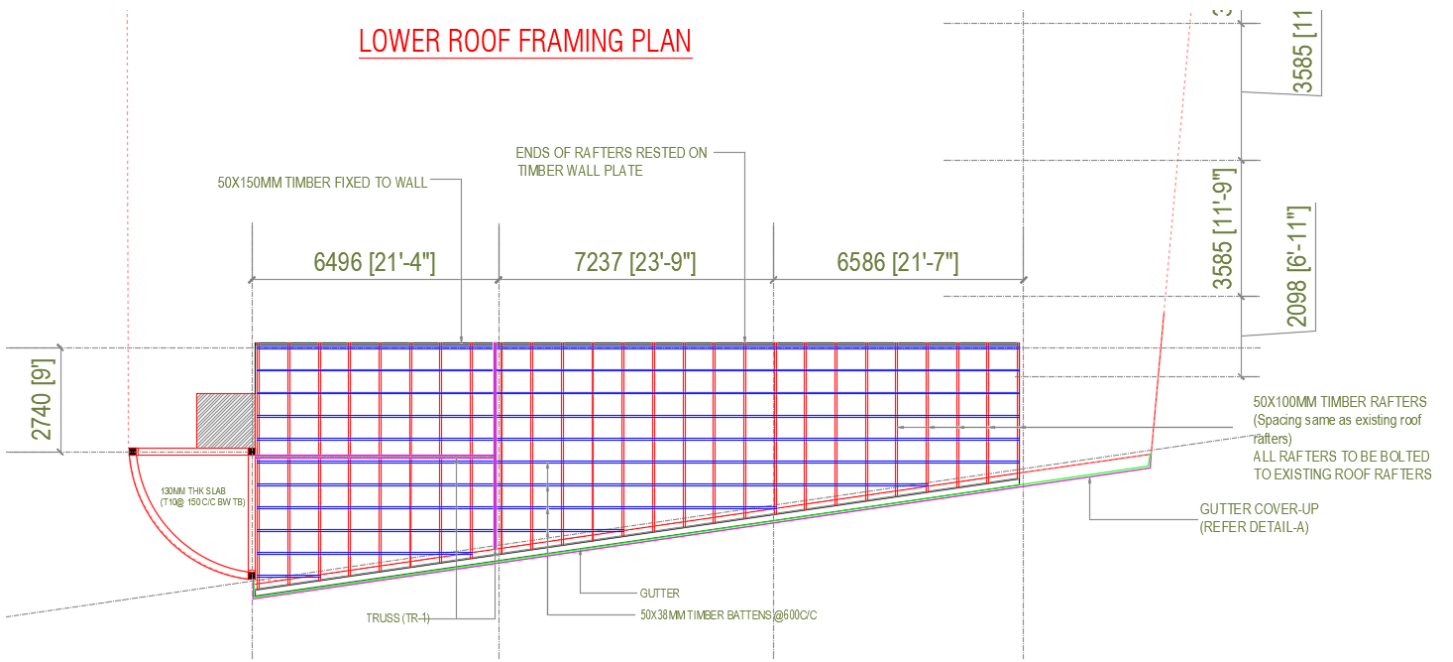 LOWER ROOF FRAMING PLAN
3585 [11
ENDS OF RAFTERS RESTED ON
TIMBER WALL PLATE
50X150MM TIMBER FIXED TO WALL
6496 [21'-4"]
7237 [23'-9"]
6586 [21'-7"]
3585 [11'-9"]
2098 [6'-11"]
2740 [9']
50X100MM TIMBER RAFTERS
(Spacing same as existing roof
rafters)
ALL RAFTERS TO BE BOLTED
TO EXISTING ROOF RAFTERS
130MM THK SLAB
(T10@ 150 C/C BW TB)
GUTTER COVER-UP
(REFER DETAIL-A)
GUTTER
TRUSS (TR-1)
50X38MM TIMBER BATTENS @600C/C